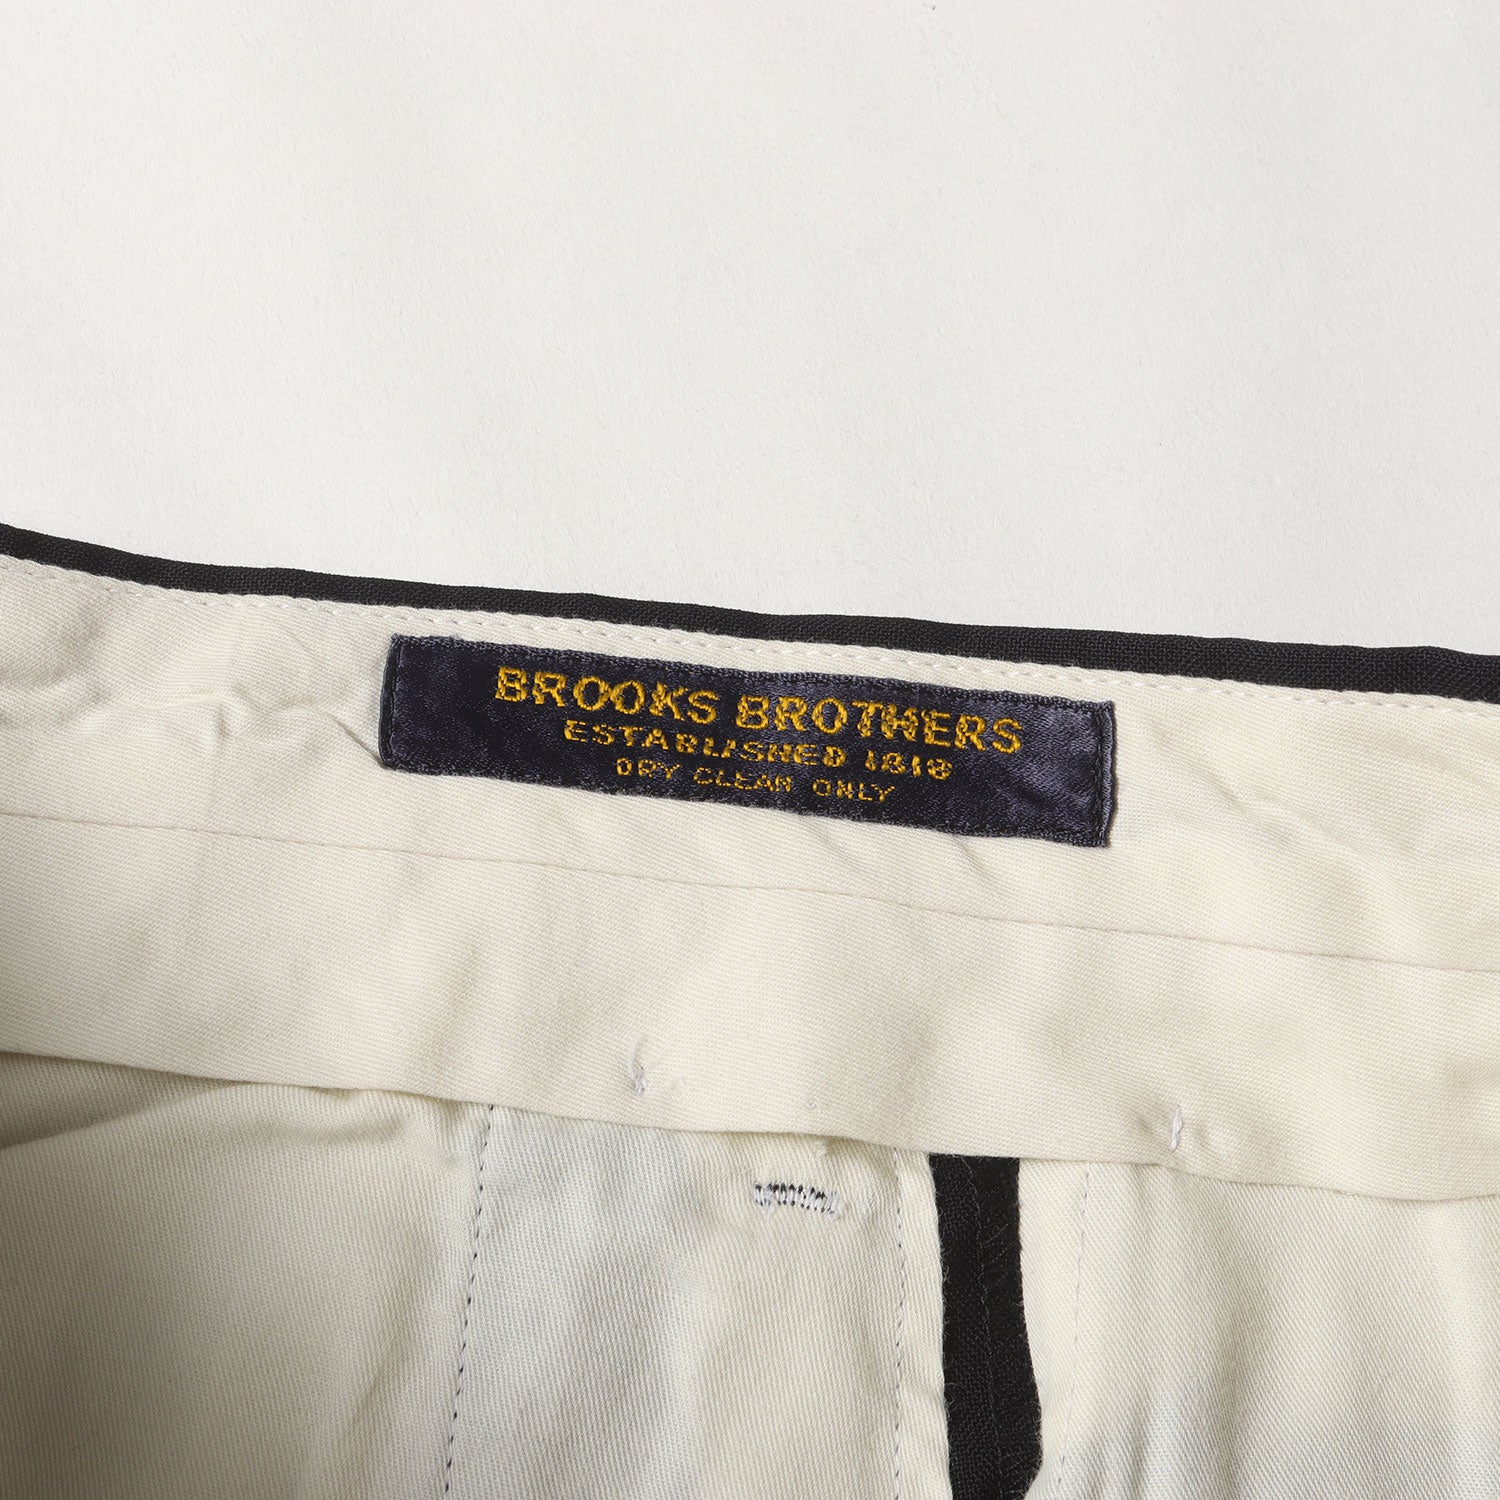 BROOKS BROTHERS
ESTABLISHED 1818
DRY CLEAN ONLY